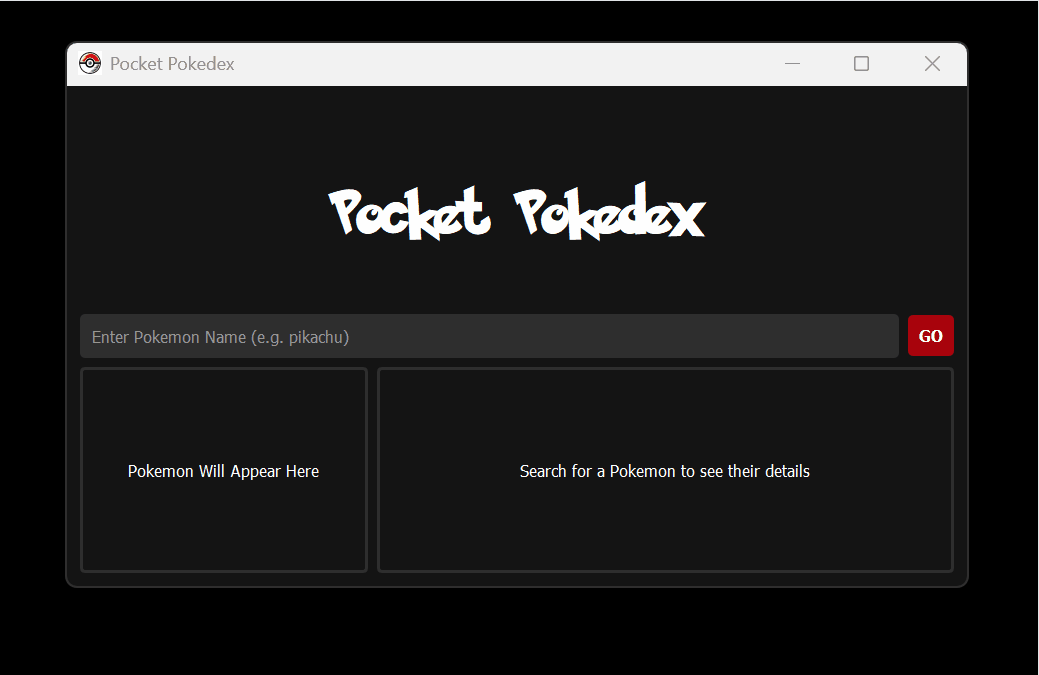 Pocket Pokedex
Pocket Pokedex
Enter Pokemon Name (e.g. pikachu)
GO
Pokemon Will Appear Here
Search for a Pokemon to see their details